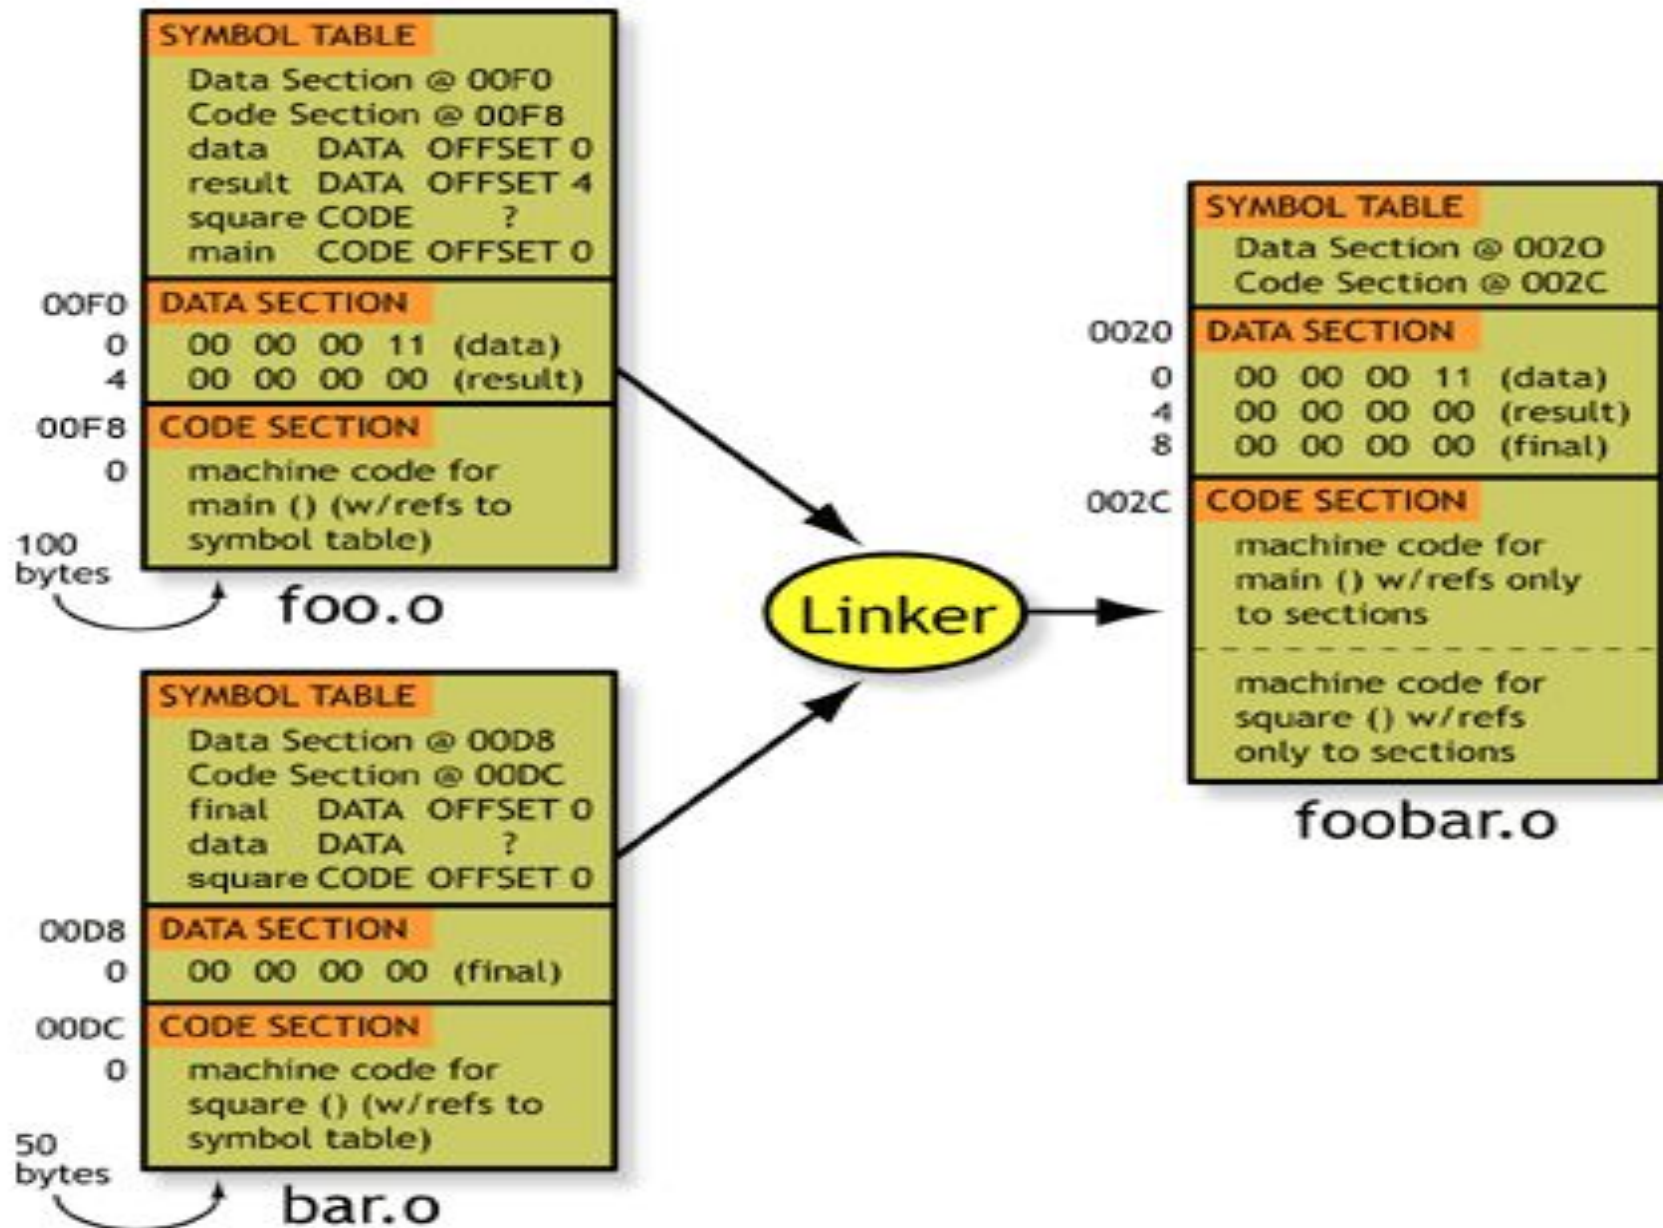 SYMBOL TABLE
Data Section @ 00F0
Code Section @ 00F8
data DATA OFFSET 0
result DATA OFFSET 4
square CODE ?
main CODE OFFSET 0
00F0 DATA SECTION
0 00 00 00 11 (data)
4 00 00 00 00 (result)
00F8 CODE SECTION
0 machine code for
main () (w/refs to
symbol table)
100
bytes
foo.o
SYMBOL TABLE
Data Section @ 00D8
Code Section @ 00DC
final DATA OFFSET 0
data DATA ?
square CODE OFFSET 0
00D8 DATA SECTION
0 00 00 00 00 (final)
00DC CODE SECTION
0 machine code for
square () (w/refs to
symbol table)
50
bytes
bar.o
Linker
SYMBOL TABLE
Data Section @ 002O
Code Section @ 002C
0020 DATA SECTION
0 00 00 00 11 (data)
4 00 00 00 00 (result)
8 00 00 00 00 (final)
002C CODE SECTION
machine code for
main () w/refs only
to sections
machine code for
square () w/refs
only to sections
foobar.o